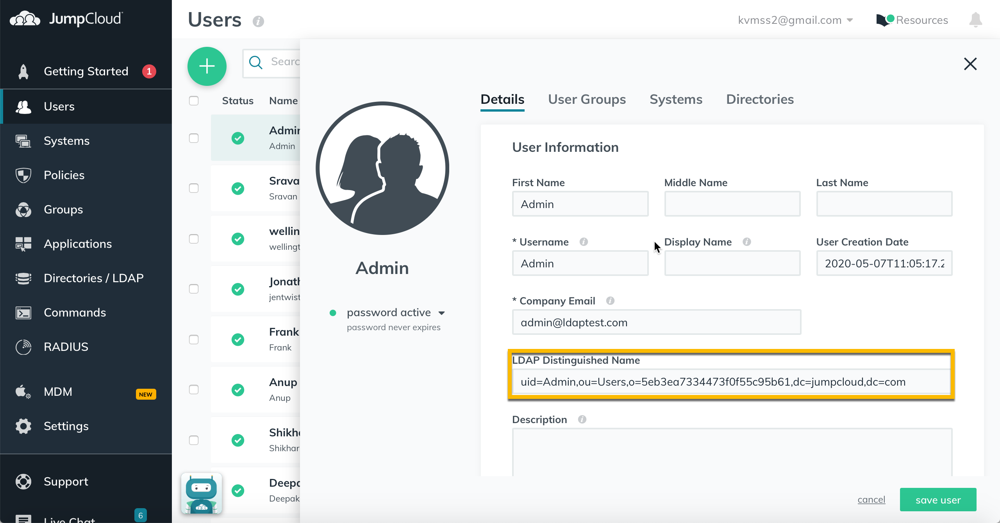 JumpCloud
Getting Started 1
Users
Systems
Policies
Groups
Applications
Directories / LDAP
Commands
RADIUS
MDM NEW
Settings
Support
Live Chat 6
Users
kvmss2@gmail.com
Resources
Searc
Status Name
Admin
Admin
Srava
Sravan
wellin
wellingt
Jonath
jentwist
Frank
Frank
Anup
Anup
Shikha
Shikhar
Deepa
Deepak
Admin
password active
password never expires
Details User Groups Systems Directories
User Information
First Name Middle Name Last Name
Admin
* Username Display Name User Creation Date
Admin 2020-05-07T11:05:17.2
* Company Email
admin@ldaptest.com
LDAP Distinguished Name
uid=Admin,ou=Users,o=5eb3ea7334473f0f55c95b61,dc=jumpcloud,dc=com
Description
cancel save user